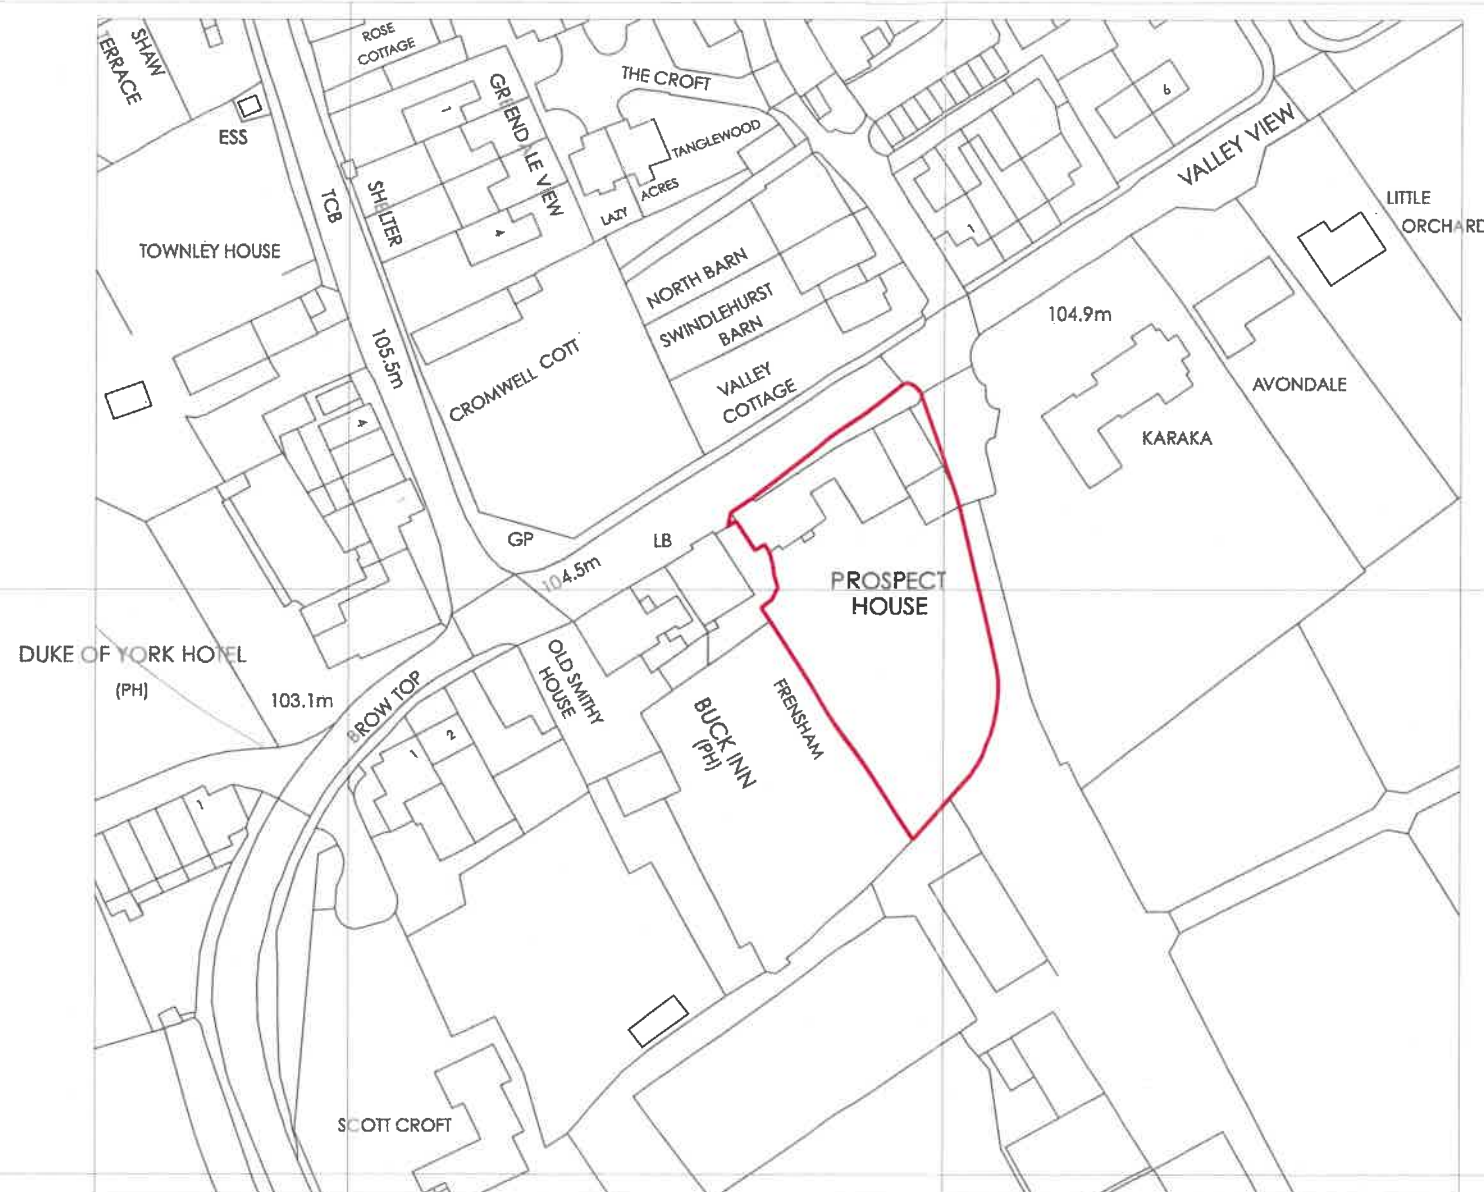 ROSE
COTTAGE
SHAW
TERRACE
THE CROFT
1
GREENDALE VIEW
6
ESS
TANGLEWOOD
VALLEY VIEW
TCB
SHELTER
LAZY
ACRES
LITTLE
ORCHARD
4
1
TOWNLEY HOUSE
NORTH BARN
SWINDLEHURST
BARN
104.9m
105.5m
CROMWELL COTT
VALLEY
COTTAGE
AVONDALE
4
KARAKA
1
GP
LB
104.5m
PROSPECT
HOUSE
DUKE OF YORK HOTEL
(PH)
103.1m
BROW TOP
OLD SMITHY
HOUSE
BUCK INN
(PH)
FRENSHAM
2
1
1
SCOTT CROFT